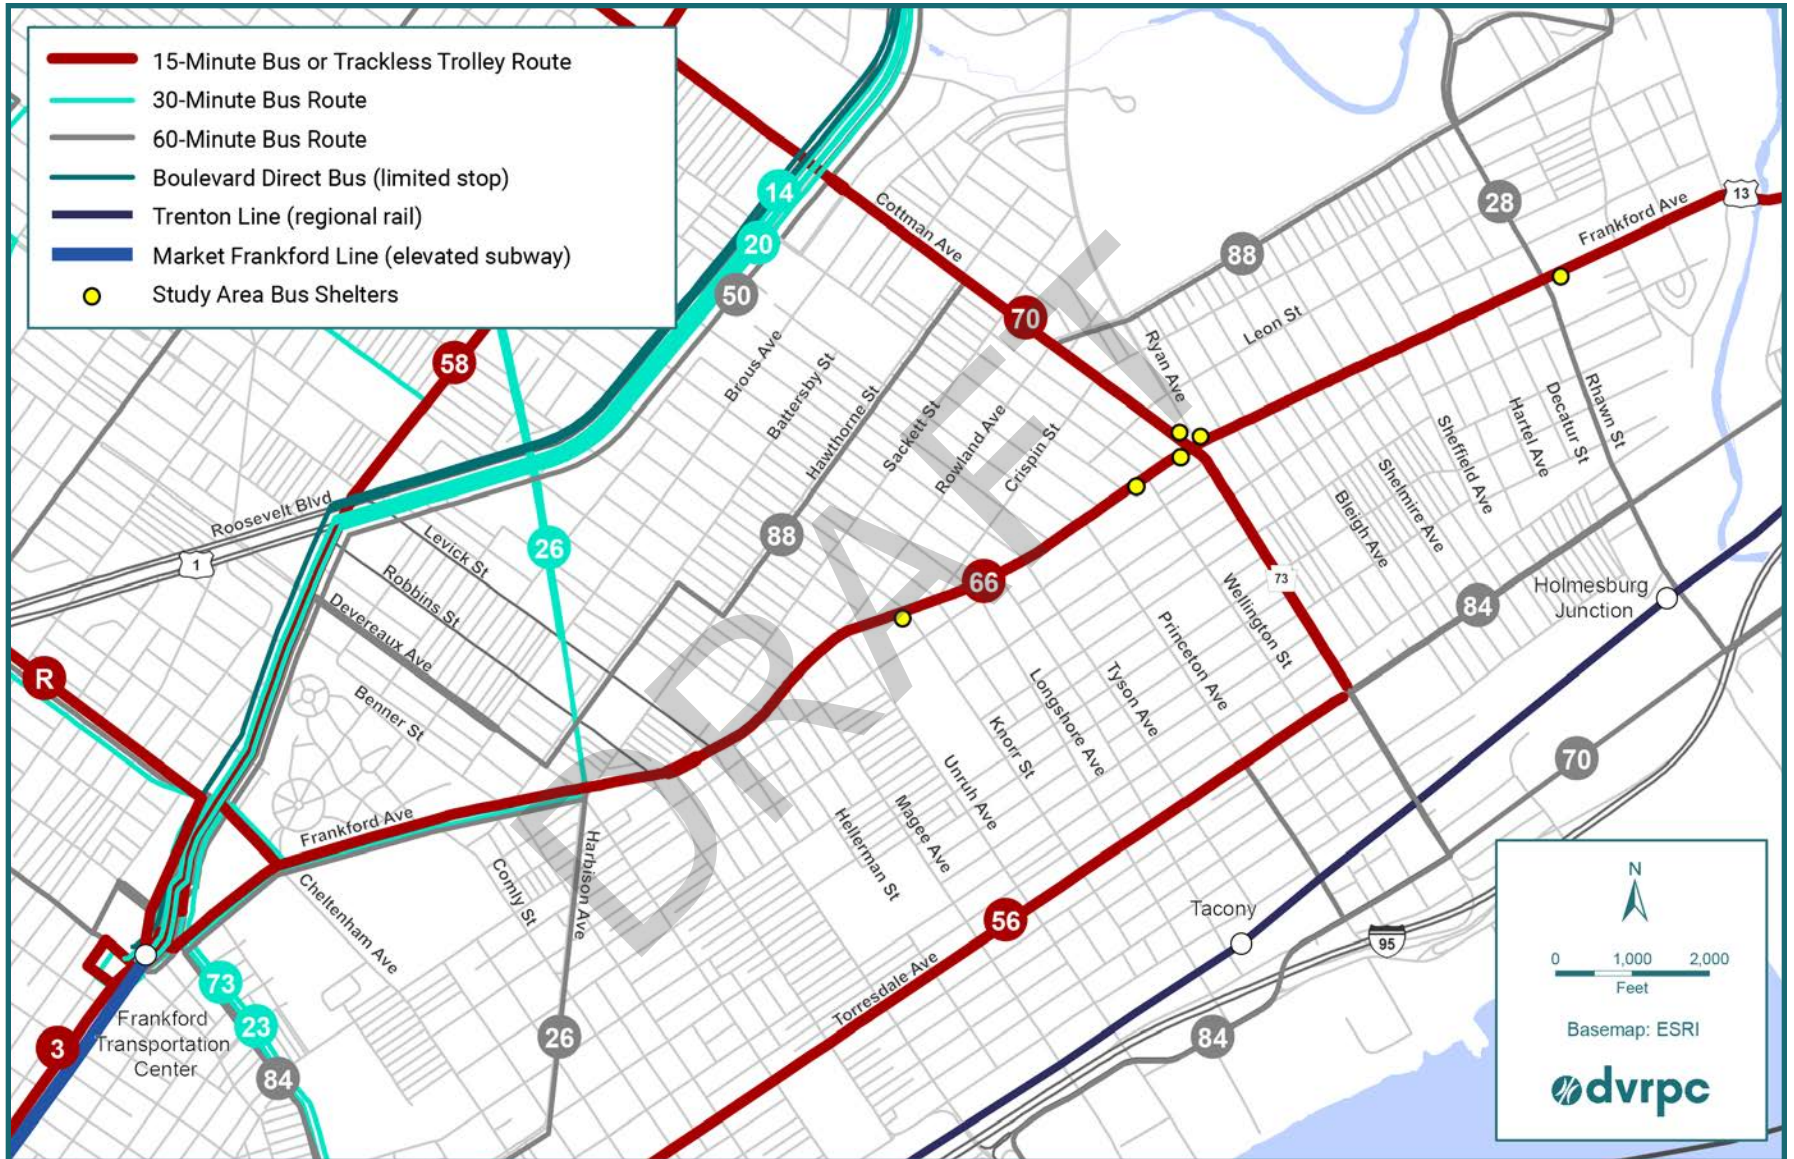 15-Minute Bus or Trackless Trolley Route
30-Minute Bus Route
60-Minute Bus Route
Boulevard Direct Bus (limited stop)
Trenton Line (regional rail)
Market Frankford Line (elevated subway)
Study Area Bus Shelters
14
20
50
Cottman Ave
88
28
Frankford Ave
13
70
Leon St
Ryan Ave
58
Brous Ave
Battersby St
Hawthorne St
Sackett St
Rowland Ave
Crispin St
Rhawn St
Decatur St
Hartel Ave
Sheffield Ave
Shelmire Ave
Bleigh Ave
Roosevelt Blvd
1
26
88
Levick St
Robbins St
Devereaux Ave
Benner St
66
73
Wellington St
Princeton Ave
Tyson Ave
Longshore Ave
Knorr St
Unruh Ave
Magee Ave
Hellerman St
84
Holmesburg
Junction
R
70
Frankford Ave
Harbison Ave
Comly St
Cheltenham Ave
DRAFT
56
Torresdale Ave
Tacony
95
84
73
23
84
26
3
Frankford
Transportation
Center
N
0 1,000 2,000
Feet
Basemap: ESRI
dvrpc